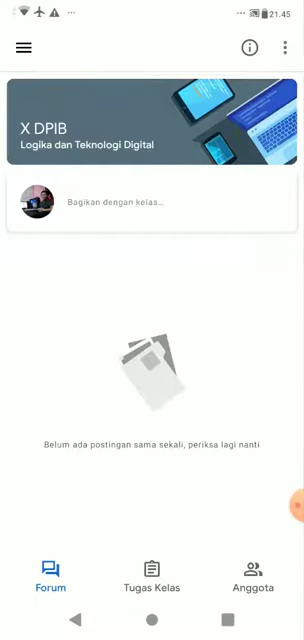 21.45
X DPIB
Logika dan Teknologi Digital
Bagikan dengan kelas...
Belum ada postingan sama sekali, periksa lagi nanti
Forum
Tugas Kelas
Anggota